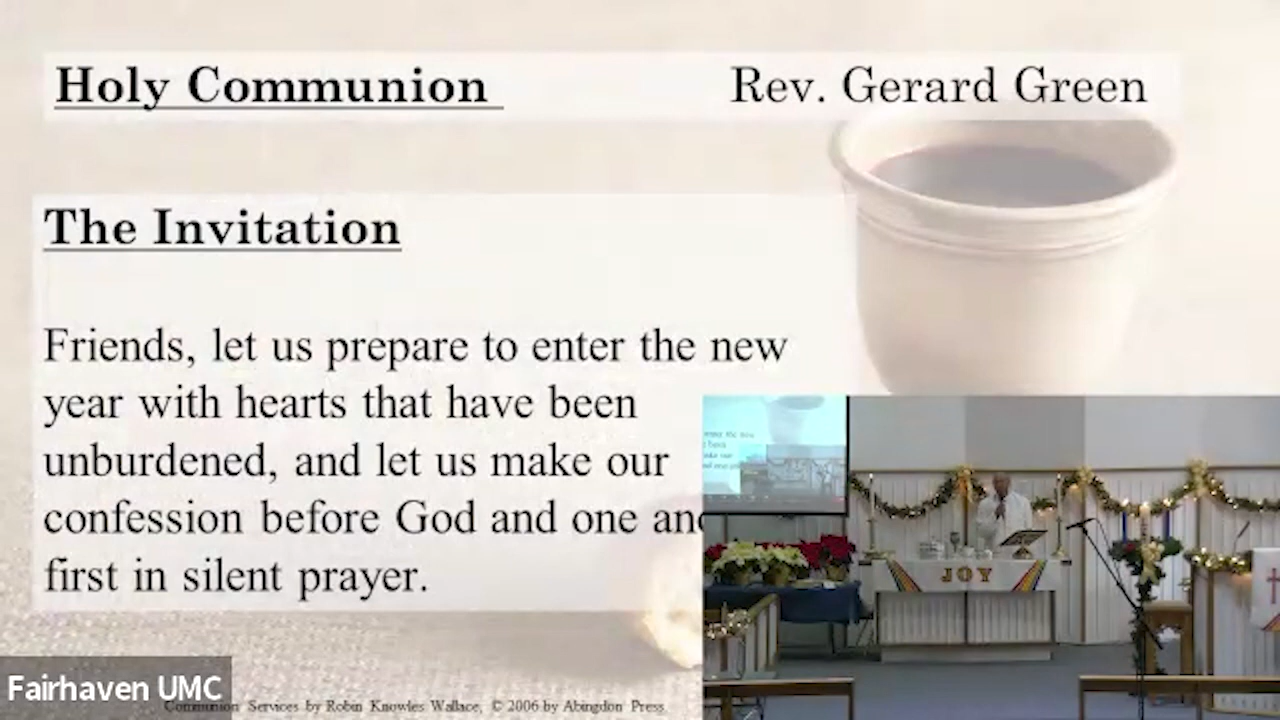 Holy Communion Rev. Gerard Green
The Invitation
Friends, let us prepare to enter the new
year with hearts that have been
unburdened, and let us make our
confession before God and one
first in silent prayer.
JOY
Fairhaven UMC
Communion Services by Robin Knowles Wallace, © 2006 by Abingdon Press